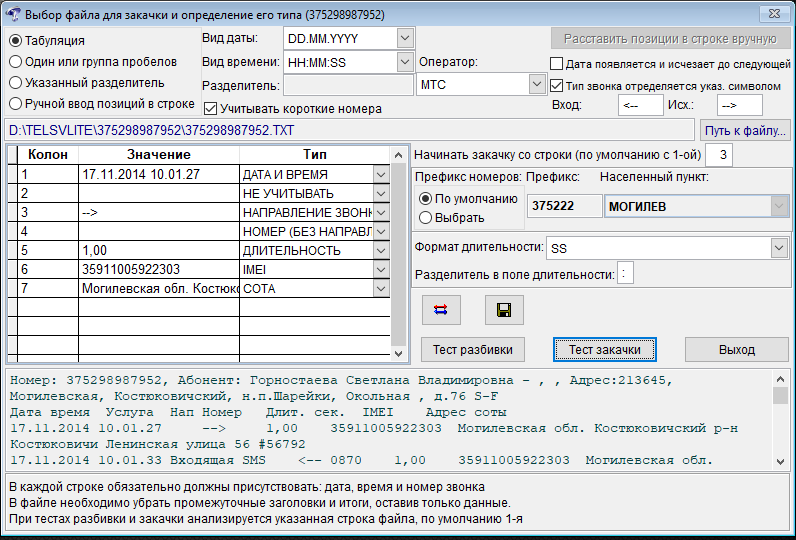 Выбор файла для закачки и определение его типа (375298987952)
Табуляция
Один или группа пробелов
Указанный разделитель
Ручной ввод позиций в строке
Вид даты: DD.MM.YYYY
Вид времени: HH:MM:SS
Разделитель:
Учитывать короткие номера
Оператор:
МТС
Расставить позиции в строке вручную
Дата появляется и исчезает до следующей
Тип звонка отределяется указ. символом
Вход: <-- Исх.: -->
D:\TELSVLITE\375298987952\375298987952.TXT
Путь к файлу...
Колон Значение Тип
1 17.11.2014 10.01.27 ДАТА И ВРЕМЯ
2 НЕ УЧИТЫВАТЬ
3 --> НАПРАВЛЕНИЕ ЗВОНК
4 НОМЕР (БЕЗ НАПРАВЛ
5 1,00 ДЛИТЕЛЬНОСТЬ
6 35911005922303 IMEI
7 Могилевская обл. Костюкс СОТА
Начинать закачку со строки (по умолчанию с 1-ой) 3
Префикс номеров: Префикс: Населенный пункт:
По умолчанию 375222 МОГИЛЕВ
Выбрать
Формат длительности: SS
Разделитель в поле длительности: :
Тест разбивки Тест закачки Выход
Номер: 375298987952, Абонент: Горностаева Светлана Владимировна - , , Адрес:213645,
Могилевская, Костюковичский, н.п.Шарейки, Окольная , д.76 S-F
Дата время Услуга Нап Номер Длит. сек. IMEI Адрес соты
17.11.2014 10.01.27 --> 1,00 35911005922303 Могилевская обл. Костюковичский р-н
Костюковичи Ленинская улица 56 #56792
17.11.2014 10.01.33 Входящая SMS <-- 0870 1,00 35911005922303 Могилевская обл.
В каждой строке обязательно должны присутствовать: дата, время и номер звонка
В файле необходимо убрать промежуточные заголовки и итоги, оставив только данные.
При тестах разбивки и закачки анализируется указанная строка файла, по умолчанию 1-я